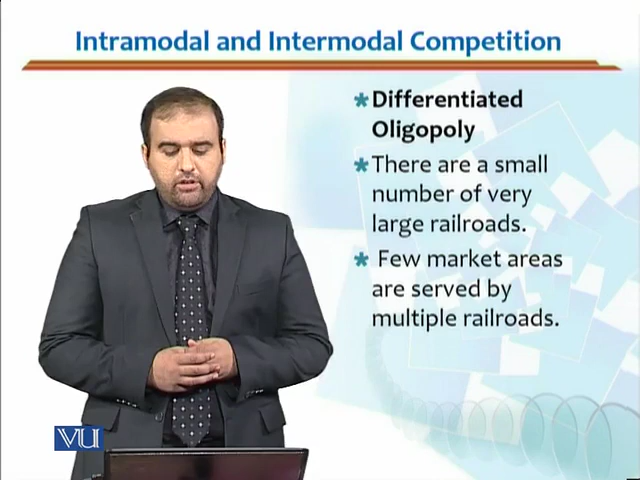 Intramodal and Intermodal Competition
* Differentiated
Oligopoly
* There are a small
number of very
large railroads.
* Few market areas
are served by
multiple railroads.
VU